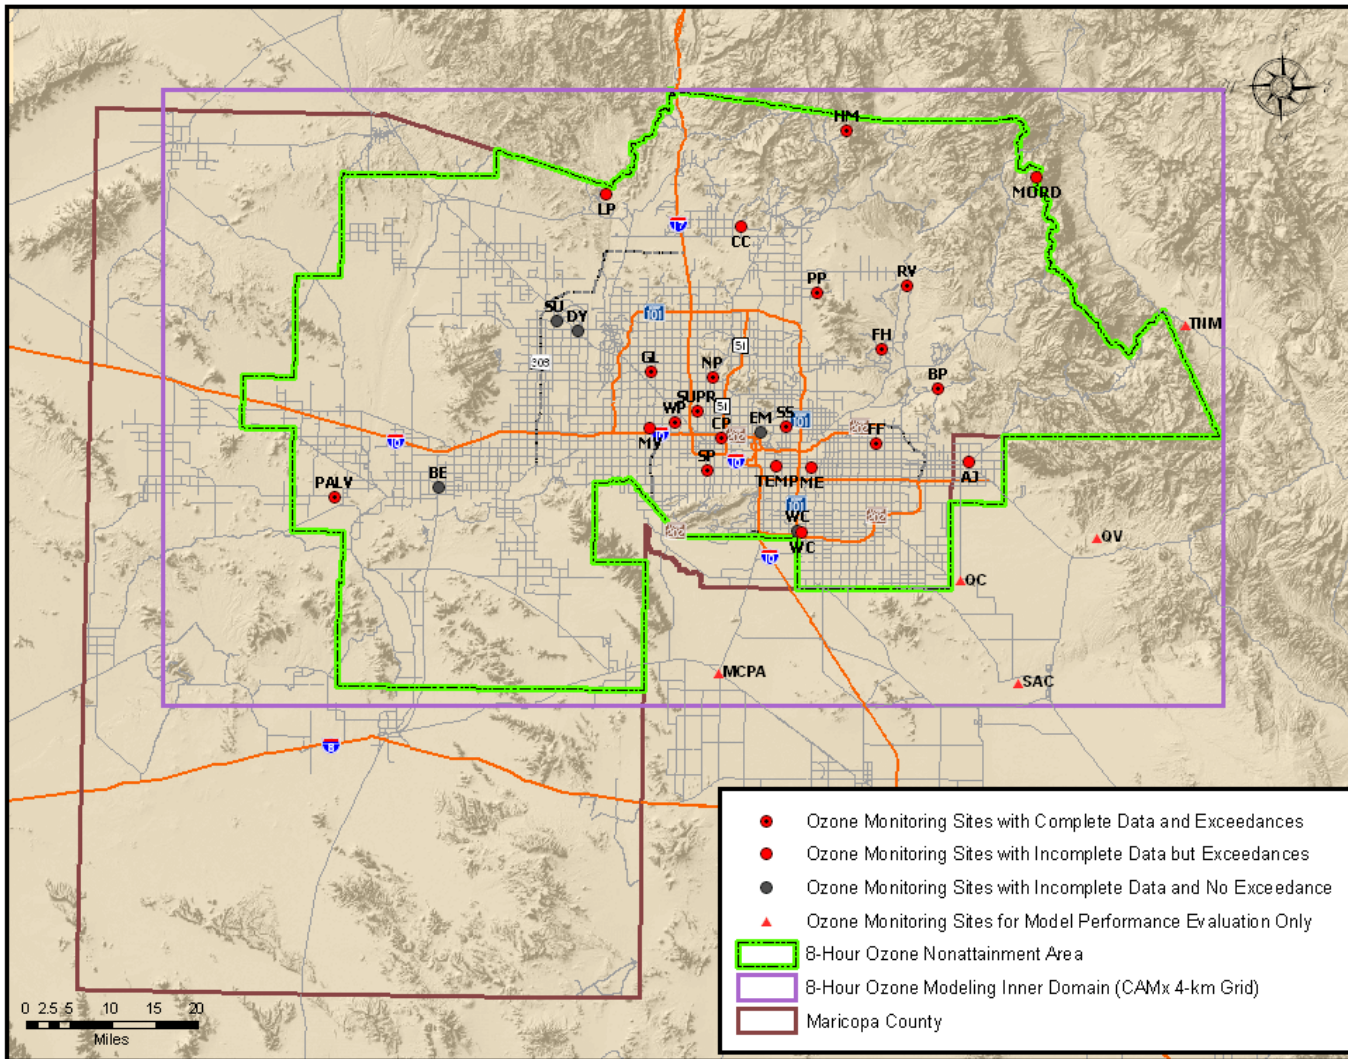 HM
MORD
LP
17
CC
PP
RV
SU
DY
101
TNM
303
51
FH
GL
NP
BP
SUPR
51
WP
EM
SS
101
CP
202
202
FF
MV
10
10
SP
10
TEMP
ME
AJ
PALV
BE
101
WC
202
202
WC
10
QV
QC
MCPA
SAC
8
Ozone Monitoring Sites with Complete Data and Exceedances
Ozone Monitoring Sites with Incomplete Data but Exceedances
Ozone Monitoring Sites with Incomplete Data and No Exceedance
Ozone Monitoring Sites for Model Performance Evaluation Only
8-Hour Ozone Nonattainment Area
8-Hour Ozone Modeling Inner Domain (CAMx 4-km Grid)
Maricopa County
0 2.5 5 10 15 20
Miles